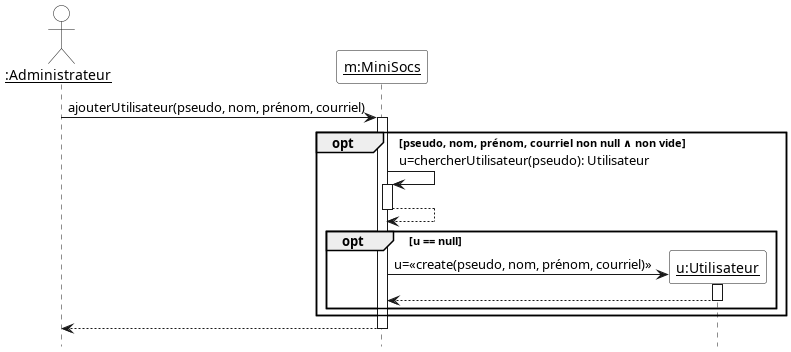 :Administrateur
m:MiniSocs
ajouterUtilisateur(pseudo, nom, prénom, courriel)
opt
[pseudo, nom, prénom, courriel non null ∧ non vide]
u=chercherUtilisateur(pseudo): Utilisateur
opt
[u == null]
u=«create(pseudo, nom, prénom, courriel)»
u:Utilisateur